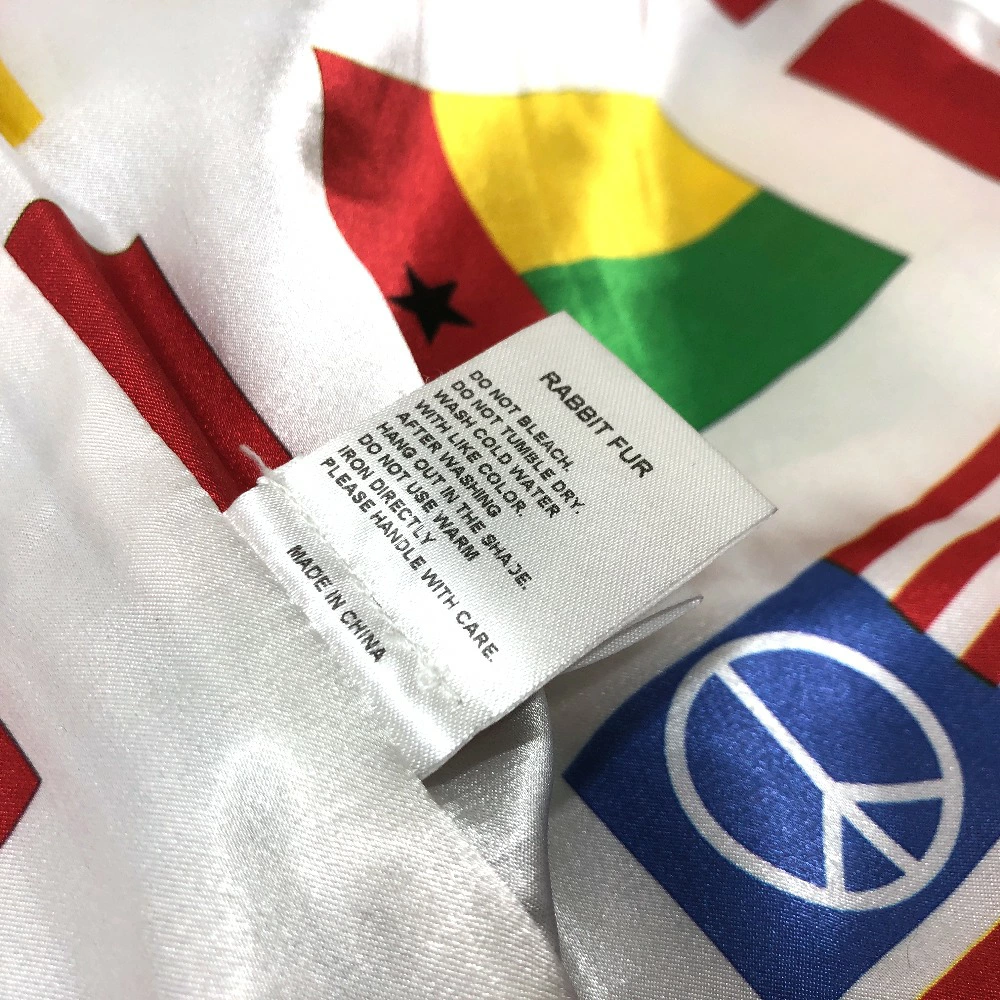 RABBIT FUR
DO NOT BLEACH.
DO NOT TUMBLE DRY.
WASH COLD WATER
WITH LIKE COLOR.
AFTER WASHING
HANG OUT IN THE SHADE.
DO NOT USE WARM
IRON DIRECTLY
PLEASE HANDLE WITH CARE.
MADE IN CHINA